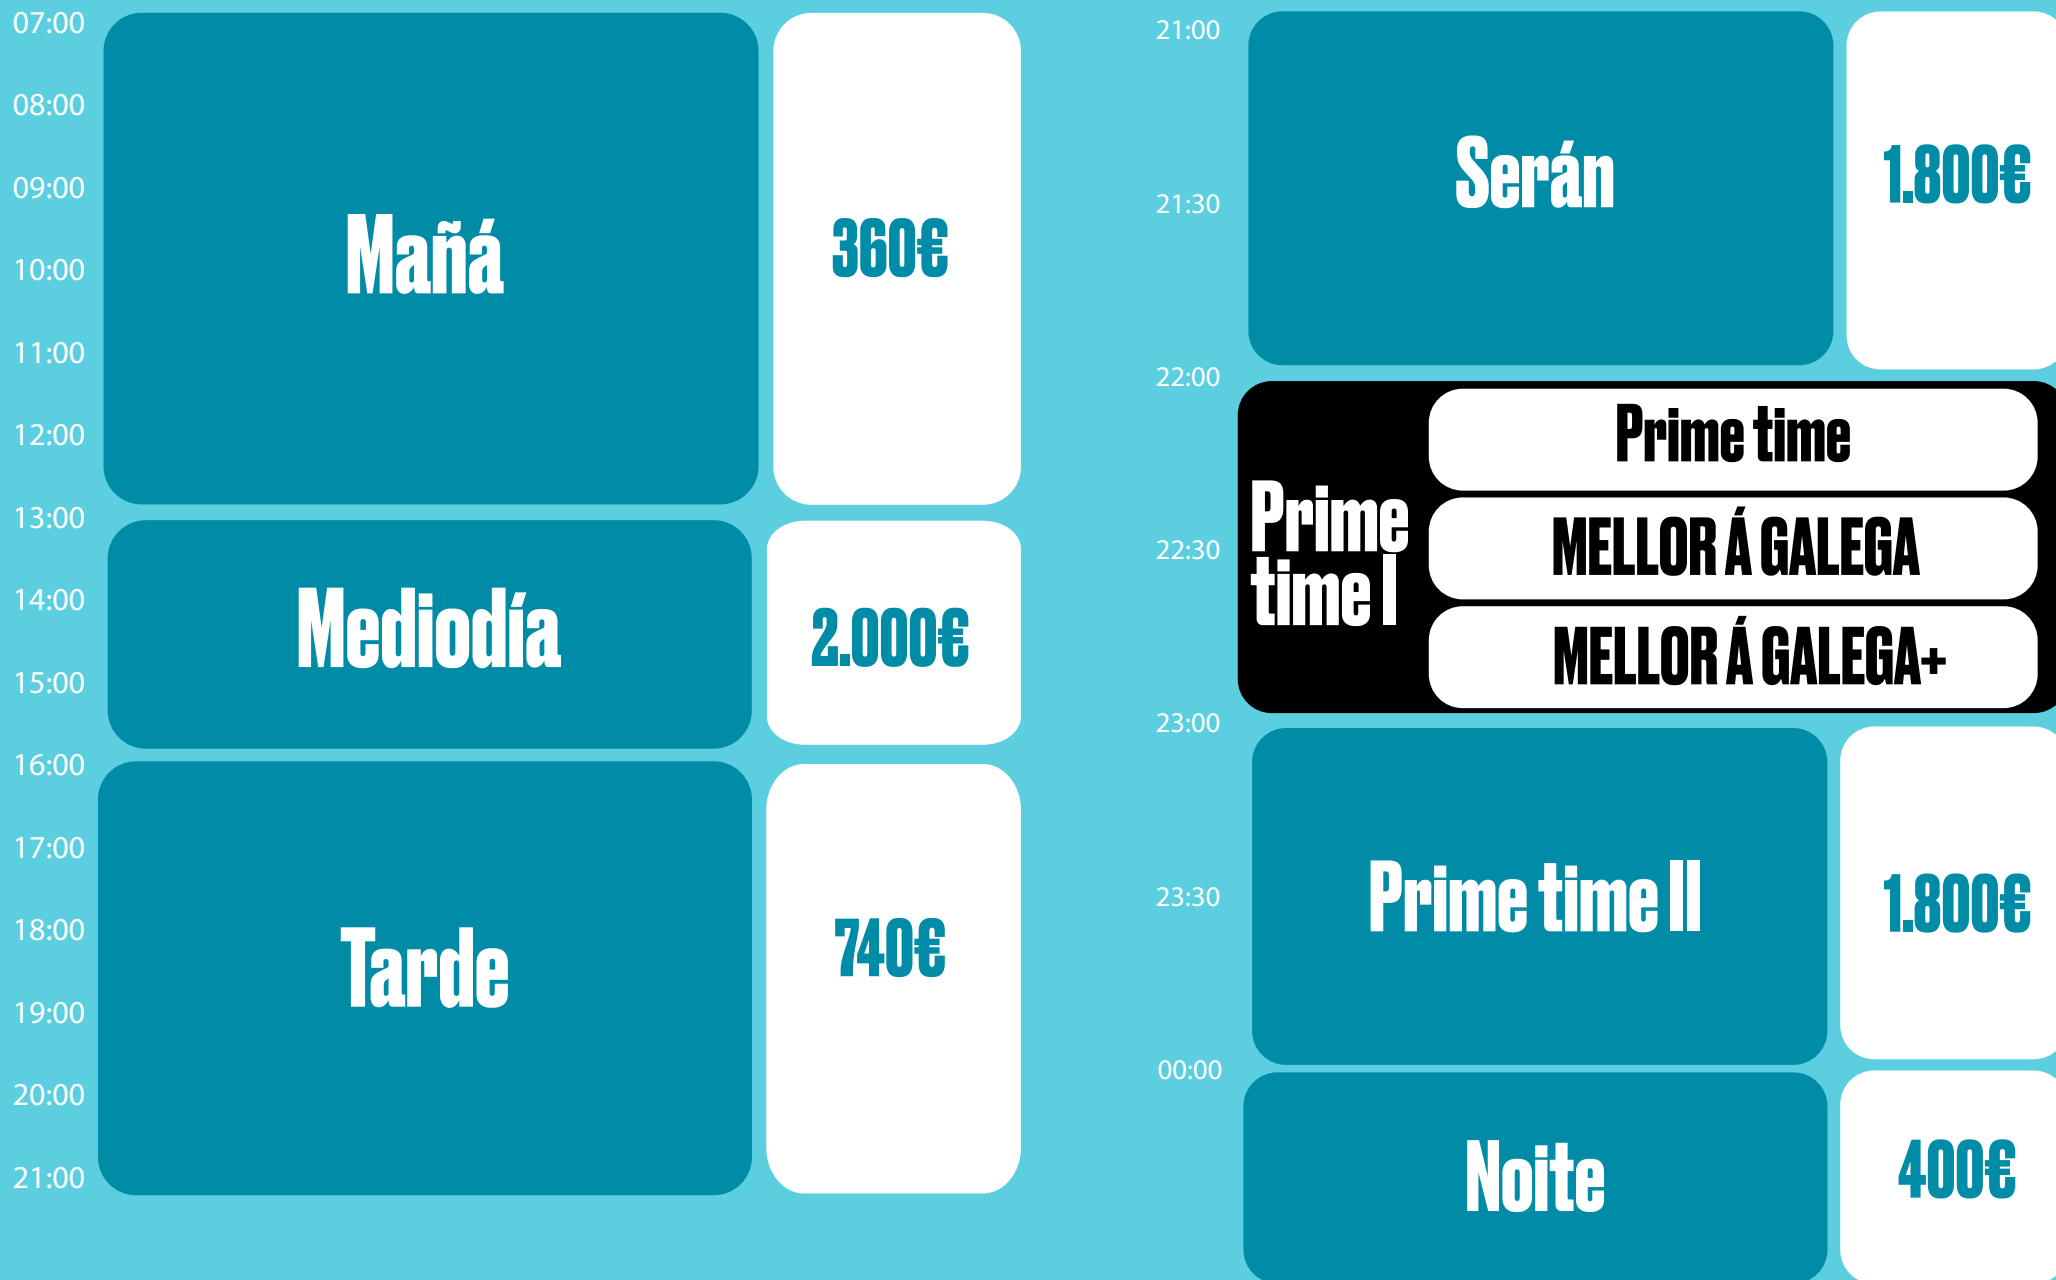 07:00
08:00
09:00
10:00
11:00
12:00
13:00
14:00
15:00
16:00
17:00
18:00
19:00
20:00
21:00
Mañá
360€
Mediodía
2.000€
Tarde
740€
21:00
21:30
22:00
22:30
23:00
23:30
00:00
Serán
1.800€
Prime
time I
Prime time
MELLOR Á GALEGA
MELLOR Á GALEGA+
Prime time II
1.800€
Noite
400€